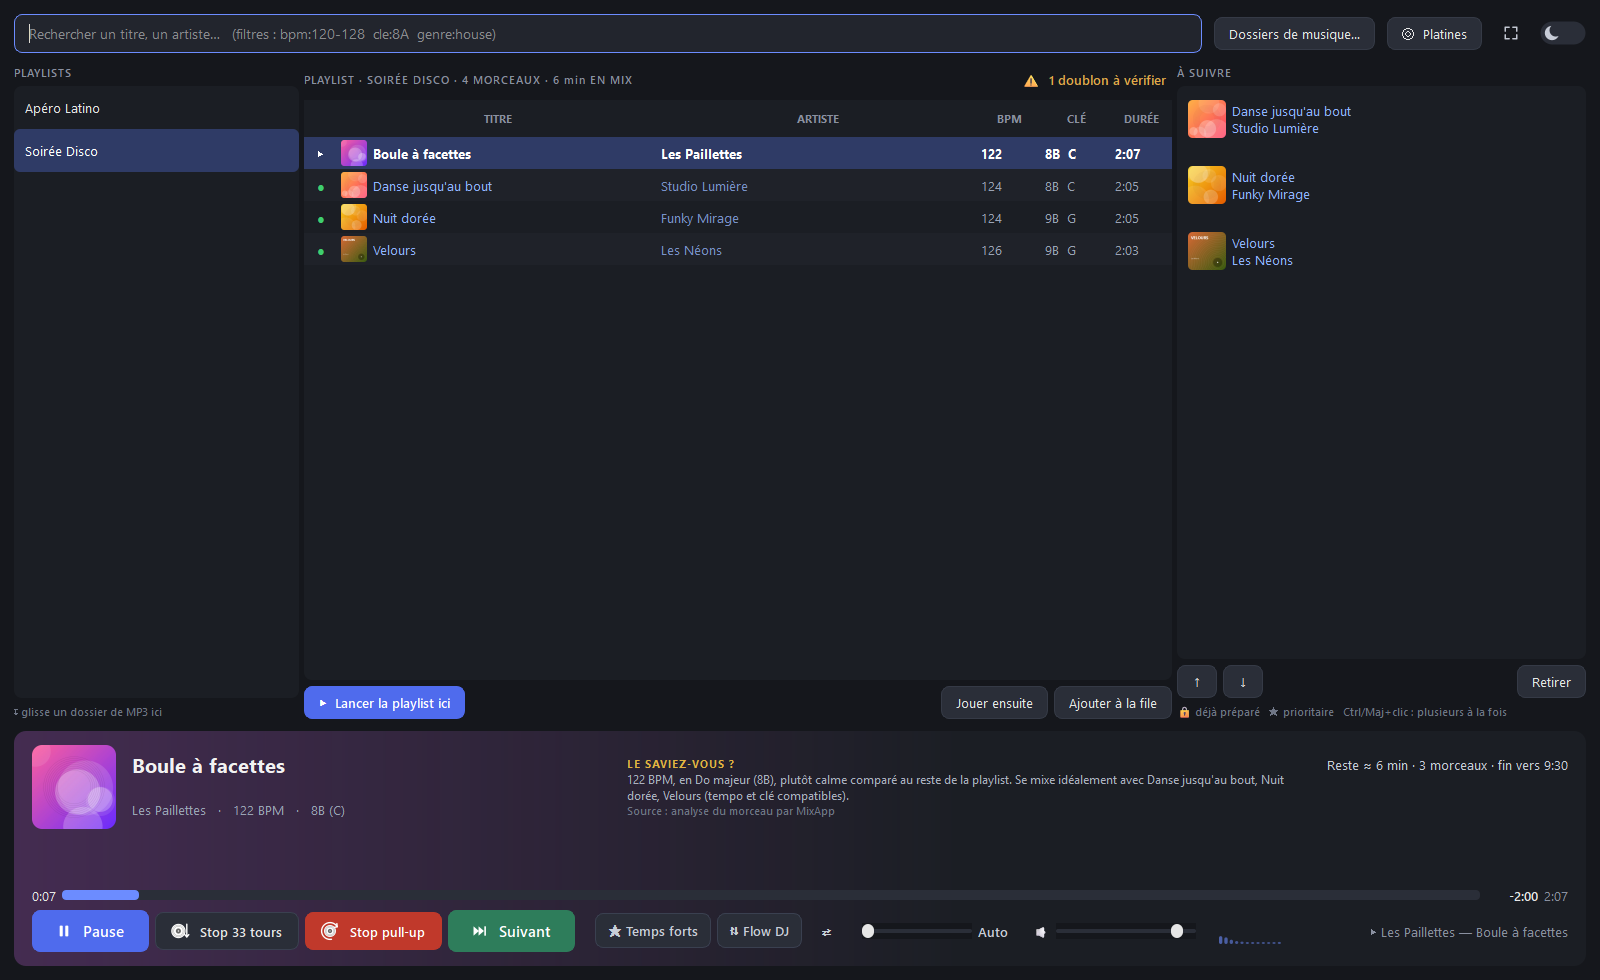 Rechercher un titre, un artiste... (filtres : bpm:120-128 cle:8A genre:house)
Dossiers de musique...
Platines
PLAYLISTS
Apéro Latino
Soirée Disco
glisse un dossier de MP3 ici
PLAYLIST · SOIRÉE DISCO · 4 MORCEAUX · 6 min EN MIX
1 doublon à vérifier
TITRE ARTISTE BPM CLÉ DURÉE
Boule à facettes Les Paillettes 122 8B C 2:07
Danse jusqu'au bout Studio Lumière 124 8B C 2:05
Nuit dorée Funky Mirage 124 9B G 2:05
Velours Les Néons 126 9B G 2:03
Lancer la playlist ici
Jouer ensuite
Ajouter à la file
À SUIVRE
Danse jusqu'au bout
Studio Lumière
Nuit dorée
Funky Mirage
VELOURS
Velours
Les Néons
↑ ↓
Retirer
déjà préparé ★ prioritaire Ctrl/Maj+clic : plusieurs à la fois
Boule à facettes
Les Paillettes · 122 BPM · 8B (C)
LE SAVIEZ-VOUS ?
122 BPM, en Do majeur (8B), plutôt calme comparé au reste de la playlist. Se mixe idéalement avec Danse jusqu'au bout, Nuit
dorée, Velours (tempo et clé compatibles).
Source : analyse du morceau par MixApp
Reste ≈ 6 min · 3 morceaux · fin vers 9:30
0:07
-2:00 2:07
Pause
Stop 33 tours
Stop pull-up
Suivant
★ Temps forts
⇅ Flow DJ
⇄
Auto
Les Paillettes — Boule à facettes